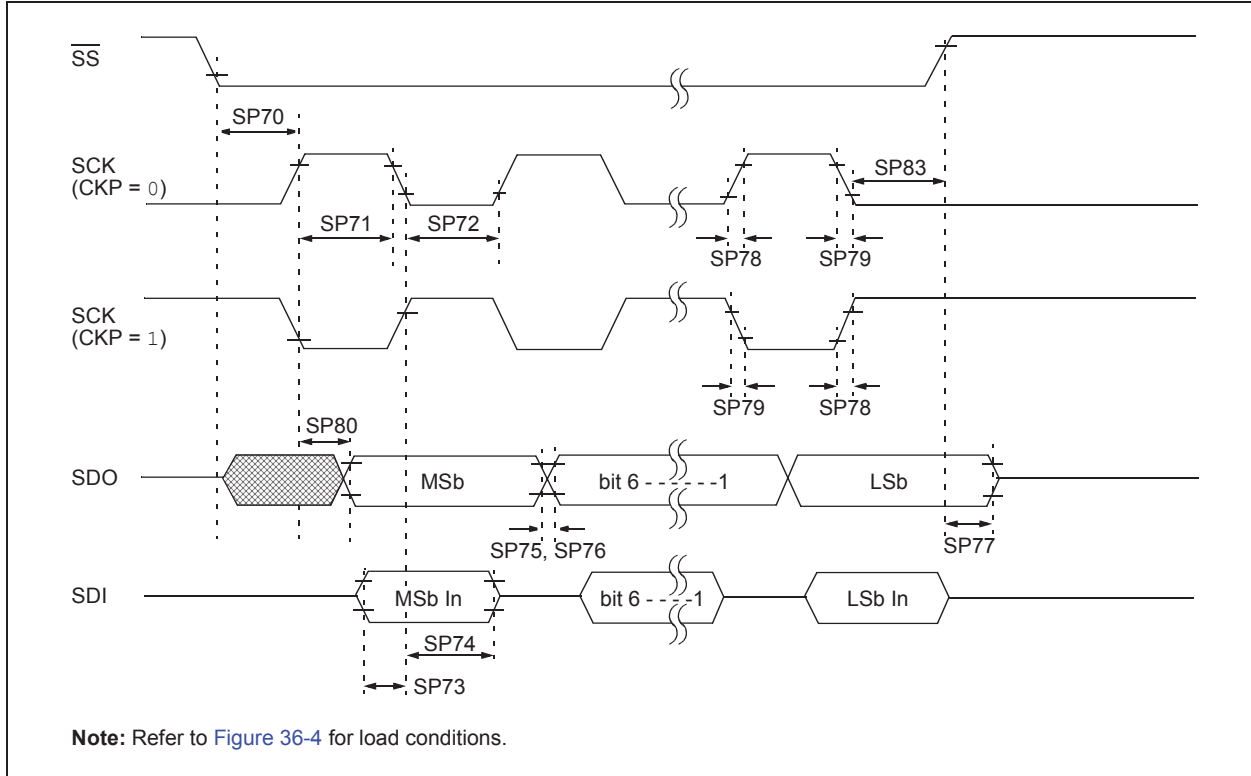 SS
SP70
SCK
(CKP = 0)
SP83
SP71
SP72
SP78
SP79
SCK
(CKP = 1)
SP79
SP78
SP80
SDO
MSb
bit 6 - - - - - - -1
LSb
SP75, SP76
SP77
SDI
MSb In
bit 6 - - - - -1
LSb In
SP74
SP73
Note: Refer to Figure 36-4 for load conditions.